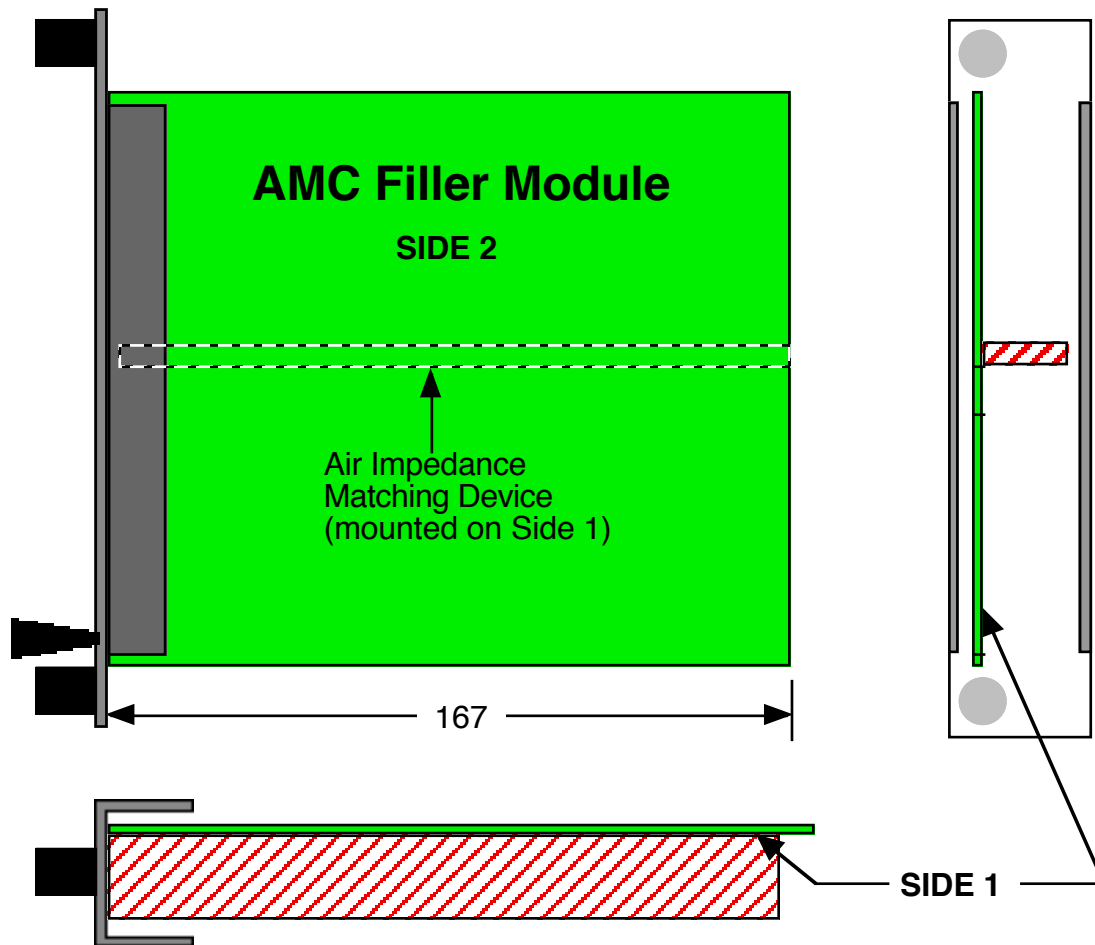 AMC Filler Module
SIDE 2
Air Impedance
Matching Device
(mounted on Side 1)
167
SIDE 1